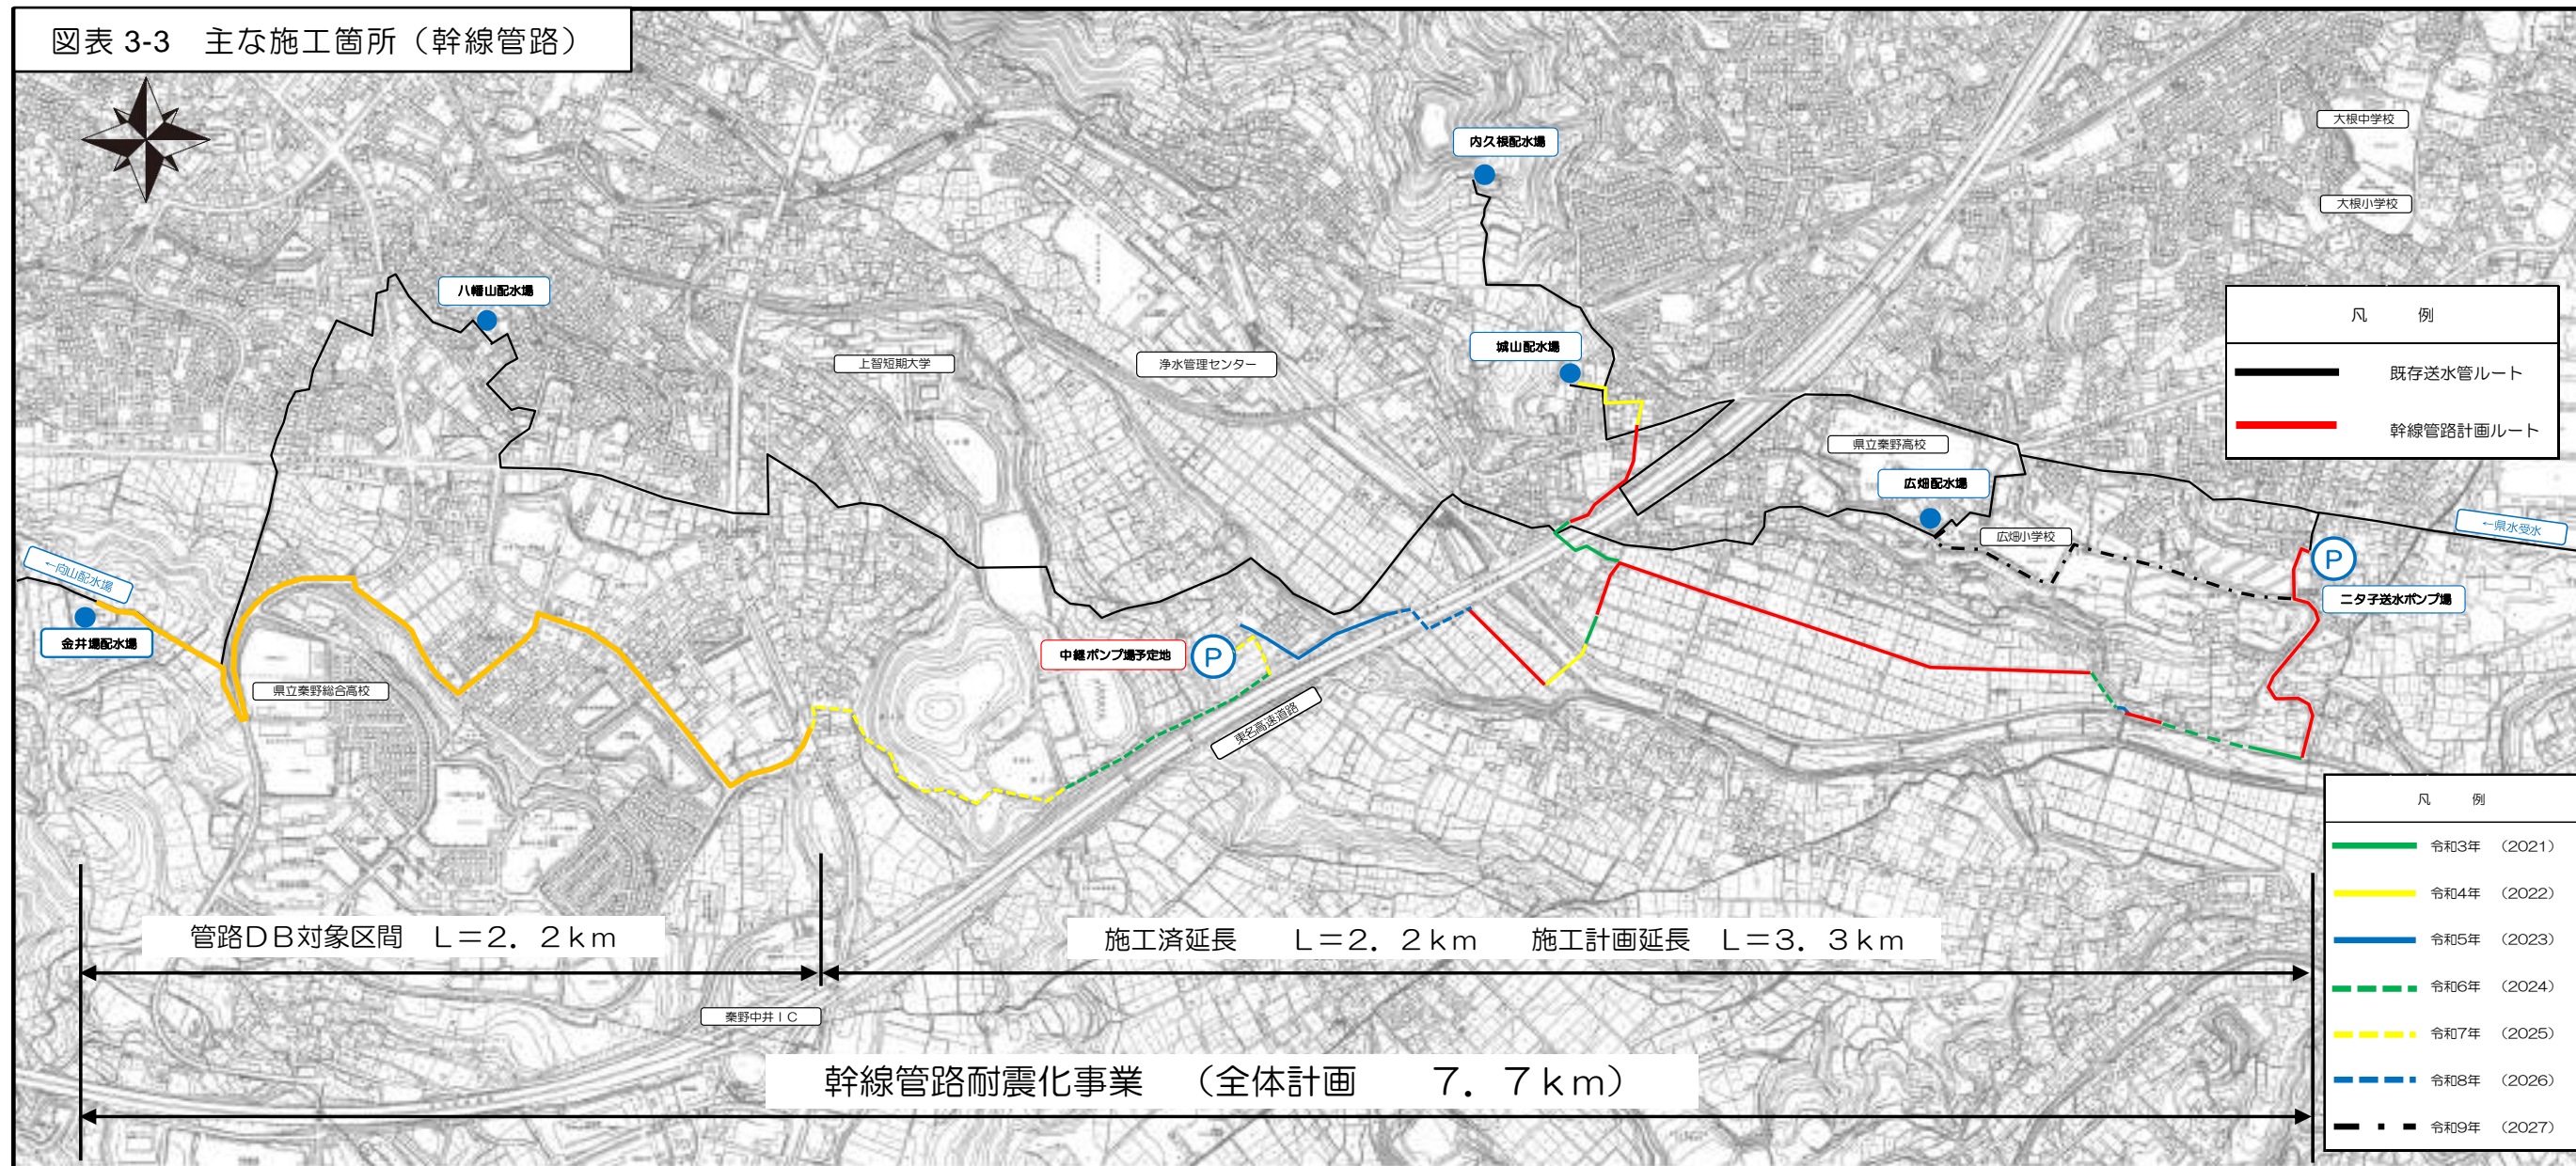 図表 3-3　主な施工箇所（幹線管路）
大根中学校
内久根配水場
大根小学校
八幡山配水場
凡　例
城山配水場
上智短期大学
浄水管理センター
既存送水管ルート
幹線管路計画ルート
県立秦野高校
広畑配水場
←県水受水
広畑小学校
←向山配水場
P
二タ子送水ポンプ場
金井場配水場
中継ポンプ場予定地
P
県立秦野総合高校
東名高速道路
凡　例
令和3年　（2021）
令和4年　（2022）
令和5年　（2023）
令和6年　（2024）
令和7年　（2025）
令和8年　（2026）
令和9年　（2027）
管路ＤＢ対象区間　Ｌ＝２．２ｋｍ
施工済延長　　Ｌ＝２．２ｋｍ　　施工計画延長　Ｌ＝３．３ｋｍ
秦野中井ＩＣ
幹線管路耐震化事業　（全体計画　　７．７ｋｍ）